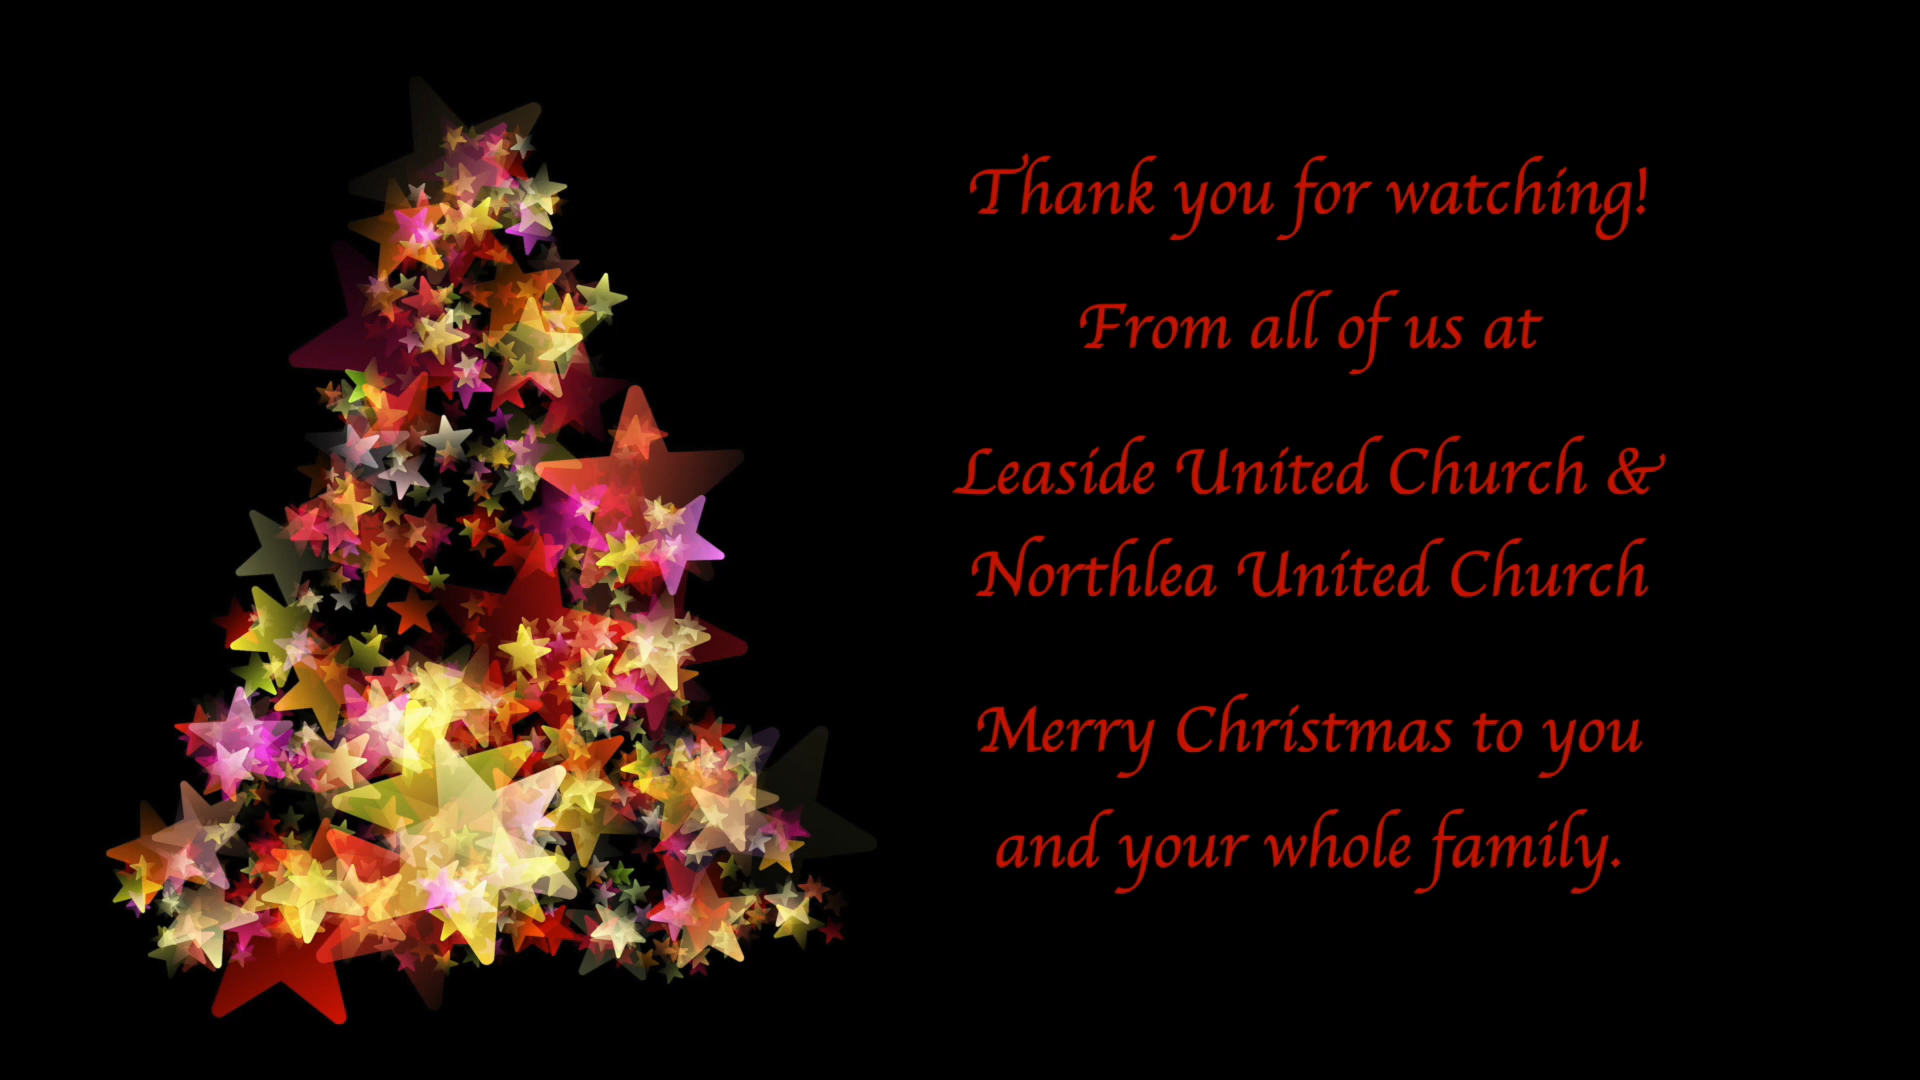 Thank you for watching!
From all of us at
Leaside United Church &
Northlea United Church
Merry Christmas to you
and your whole family.